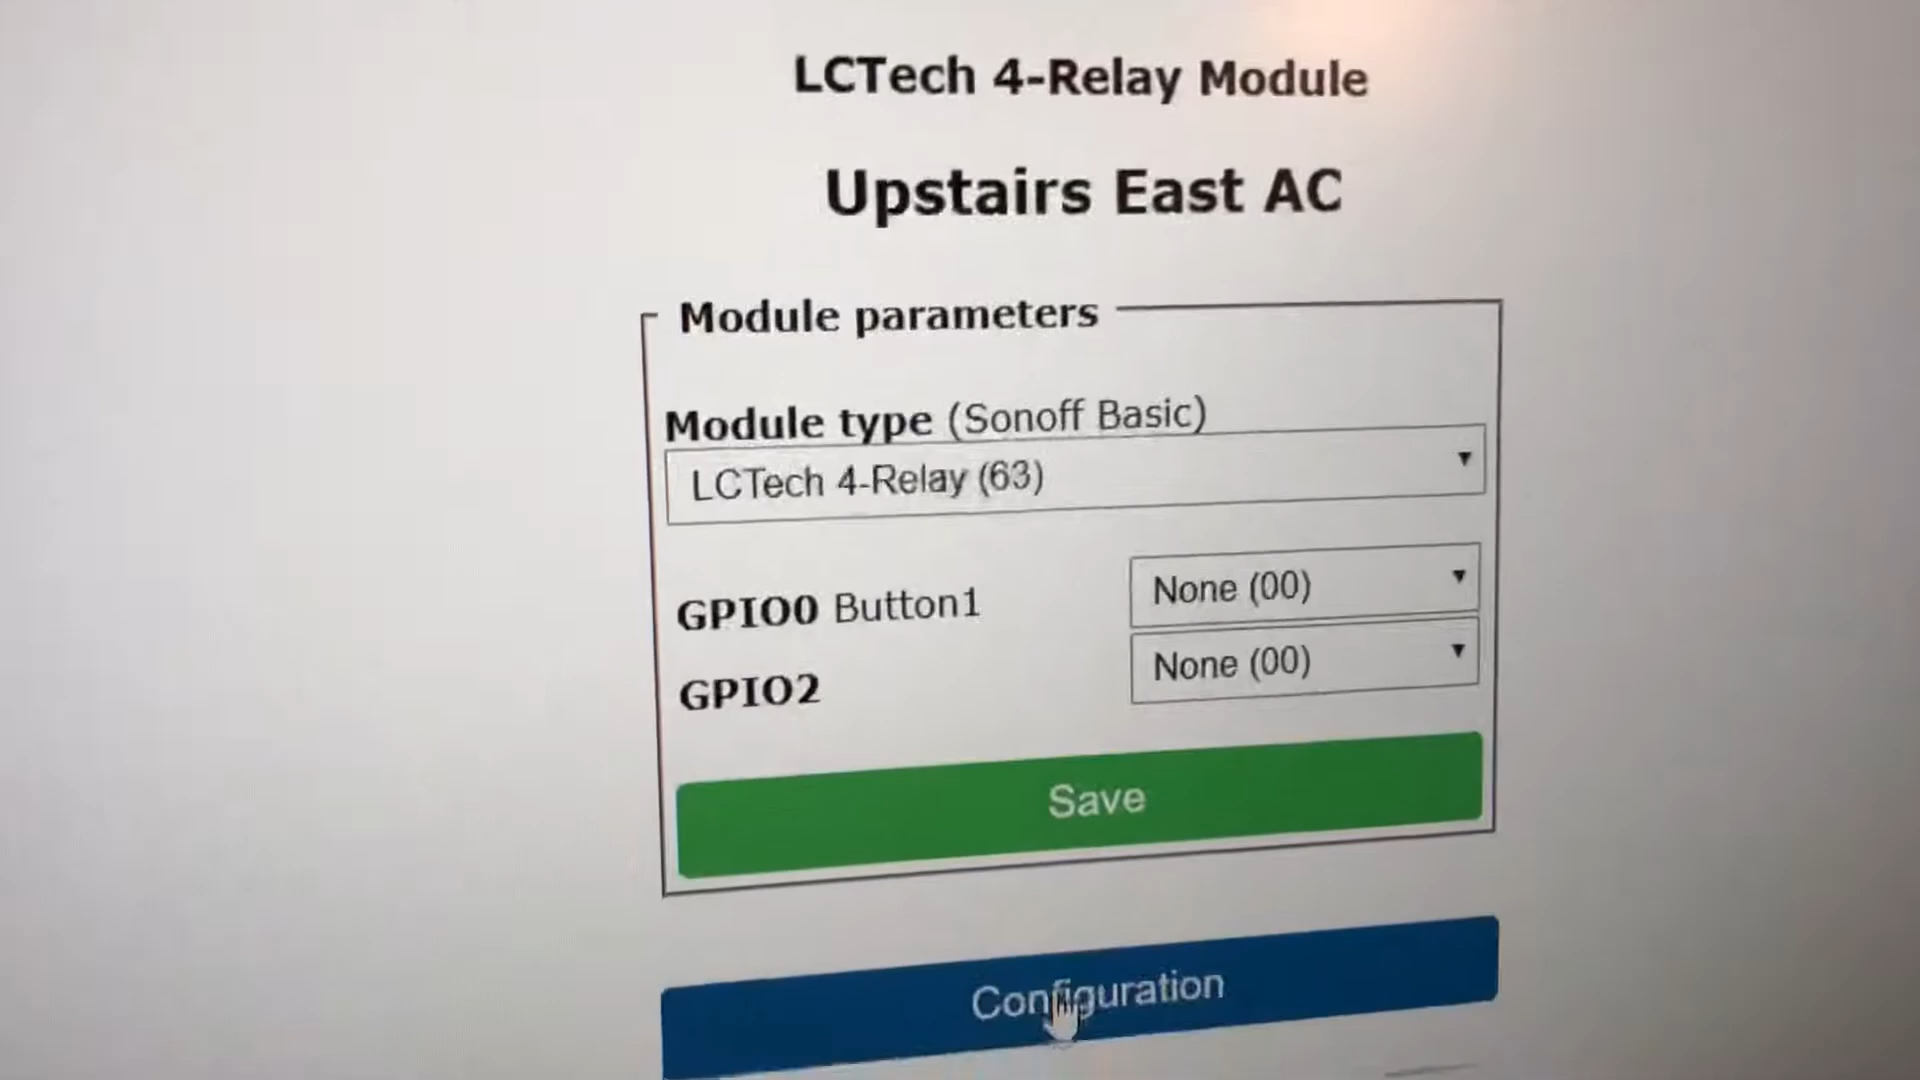 LCTech 4-Relay Module
Upstairs East AC
Module parameters
Module type (Sonoff Basic)
LCTech 4-Relay (63)
GPIO0 Button1 None (00)
GPIO2 None (00)
Save
Configuration